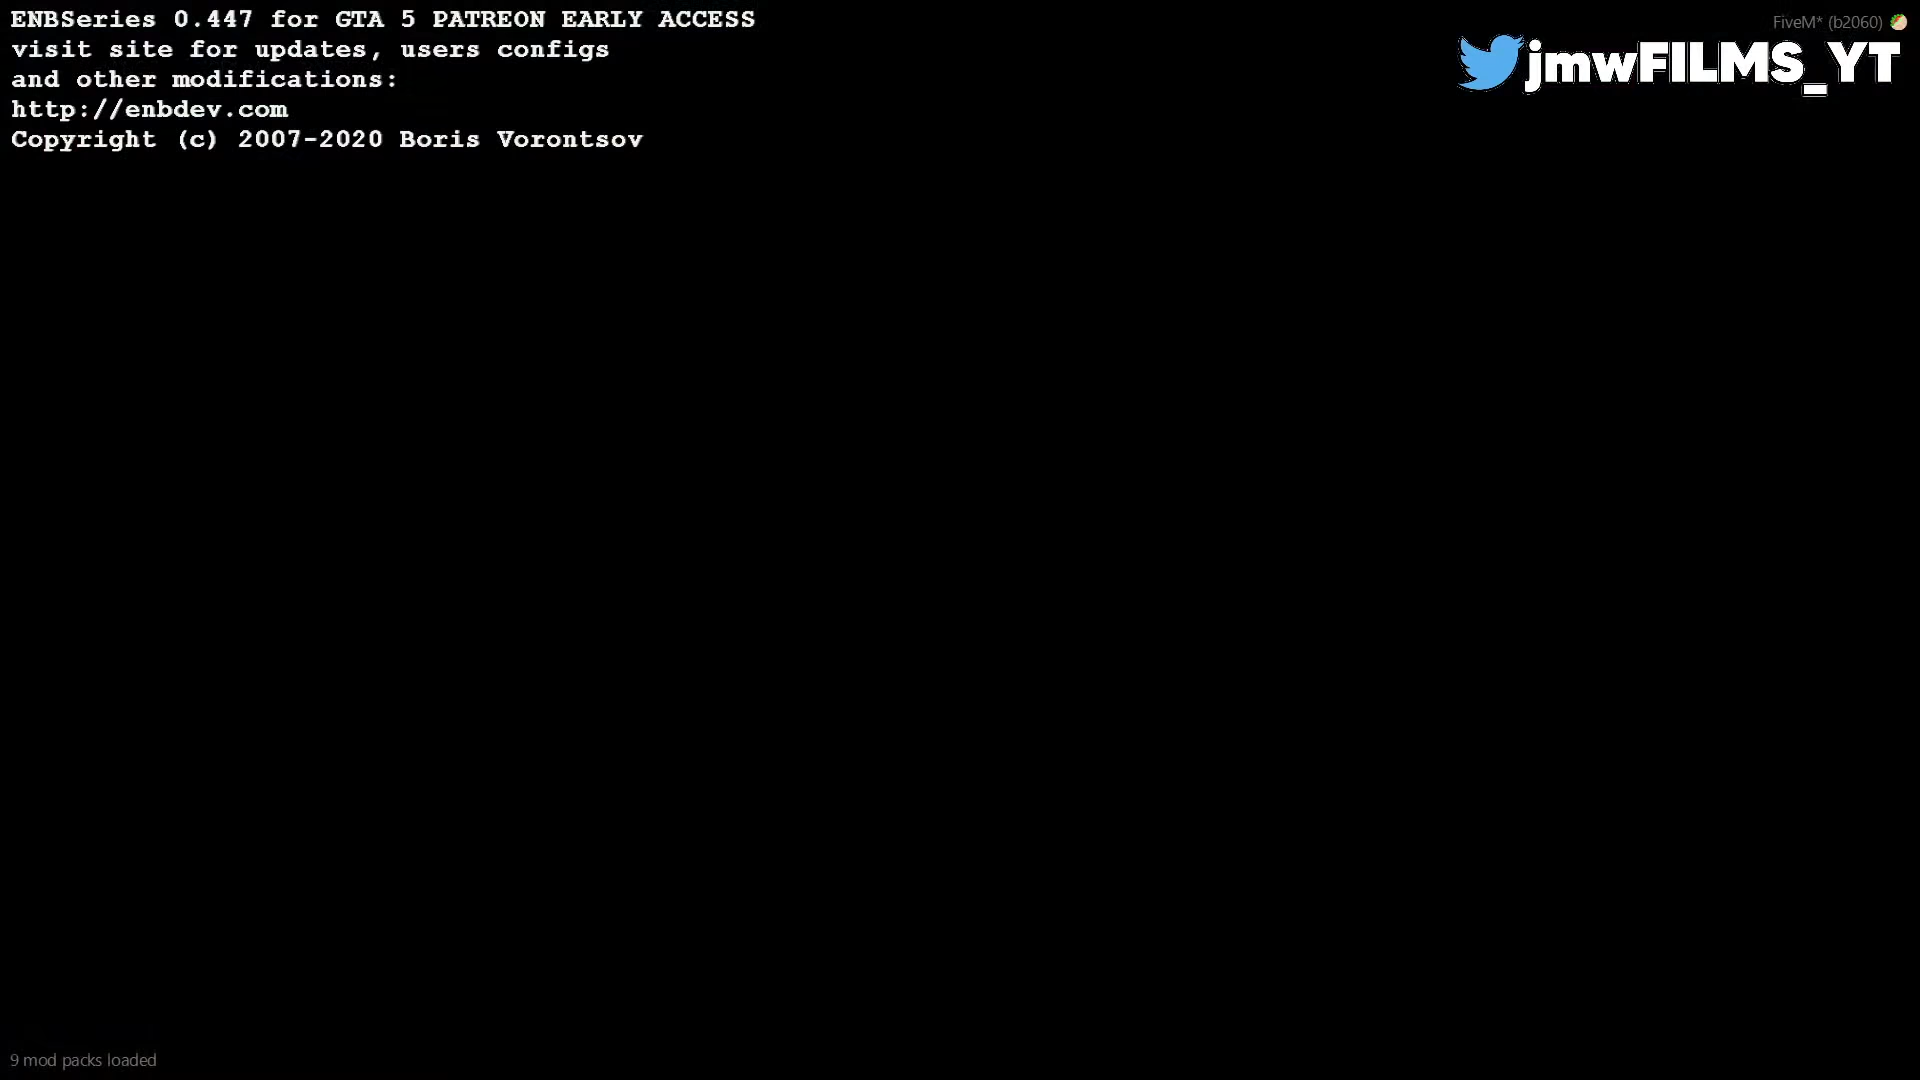 ENBSeries 0.447 for GTA 5 PATREON EARLY ACCESS
visit site for updates, users configs
and other modifications:
http://enbdev.com
Copyright (c) 2007-2020 Boris Vorontsov
FiveM* (b2060)
jmwFILMS_YT
9 mod packs loaded